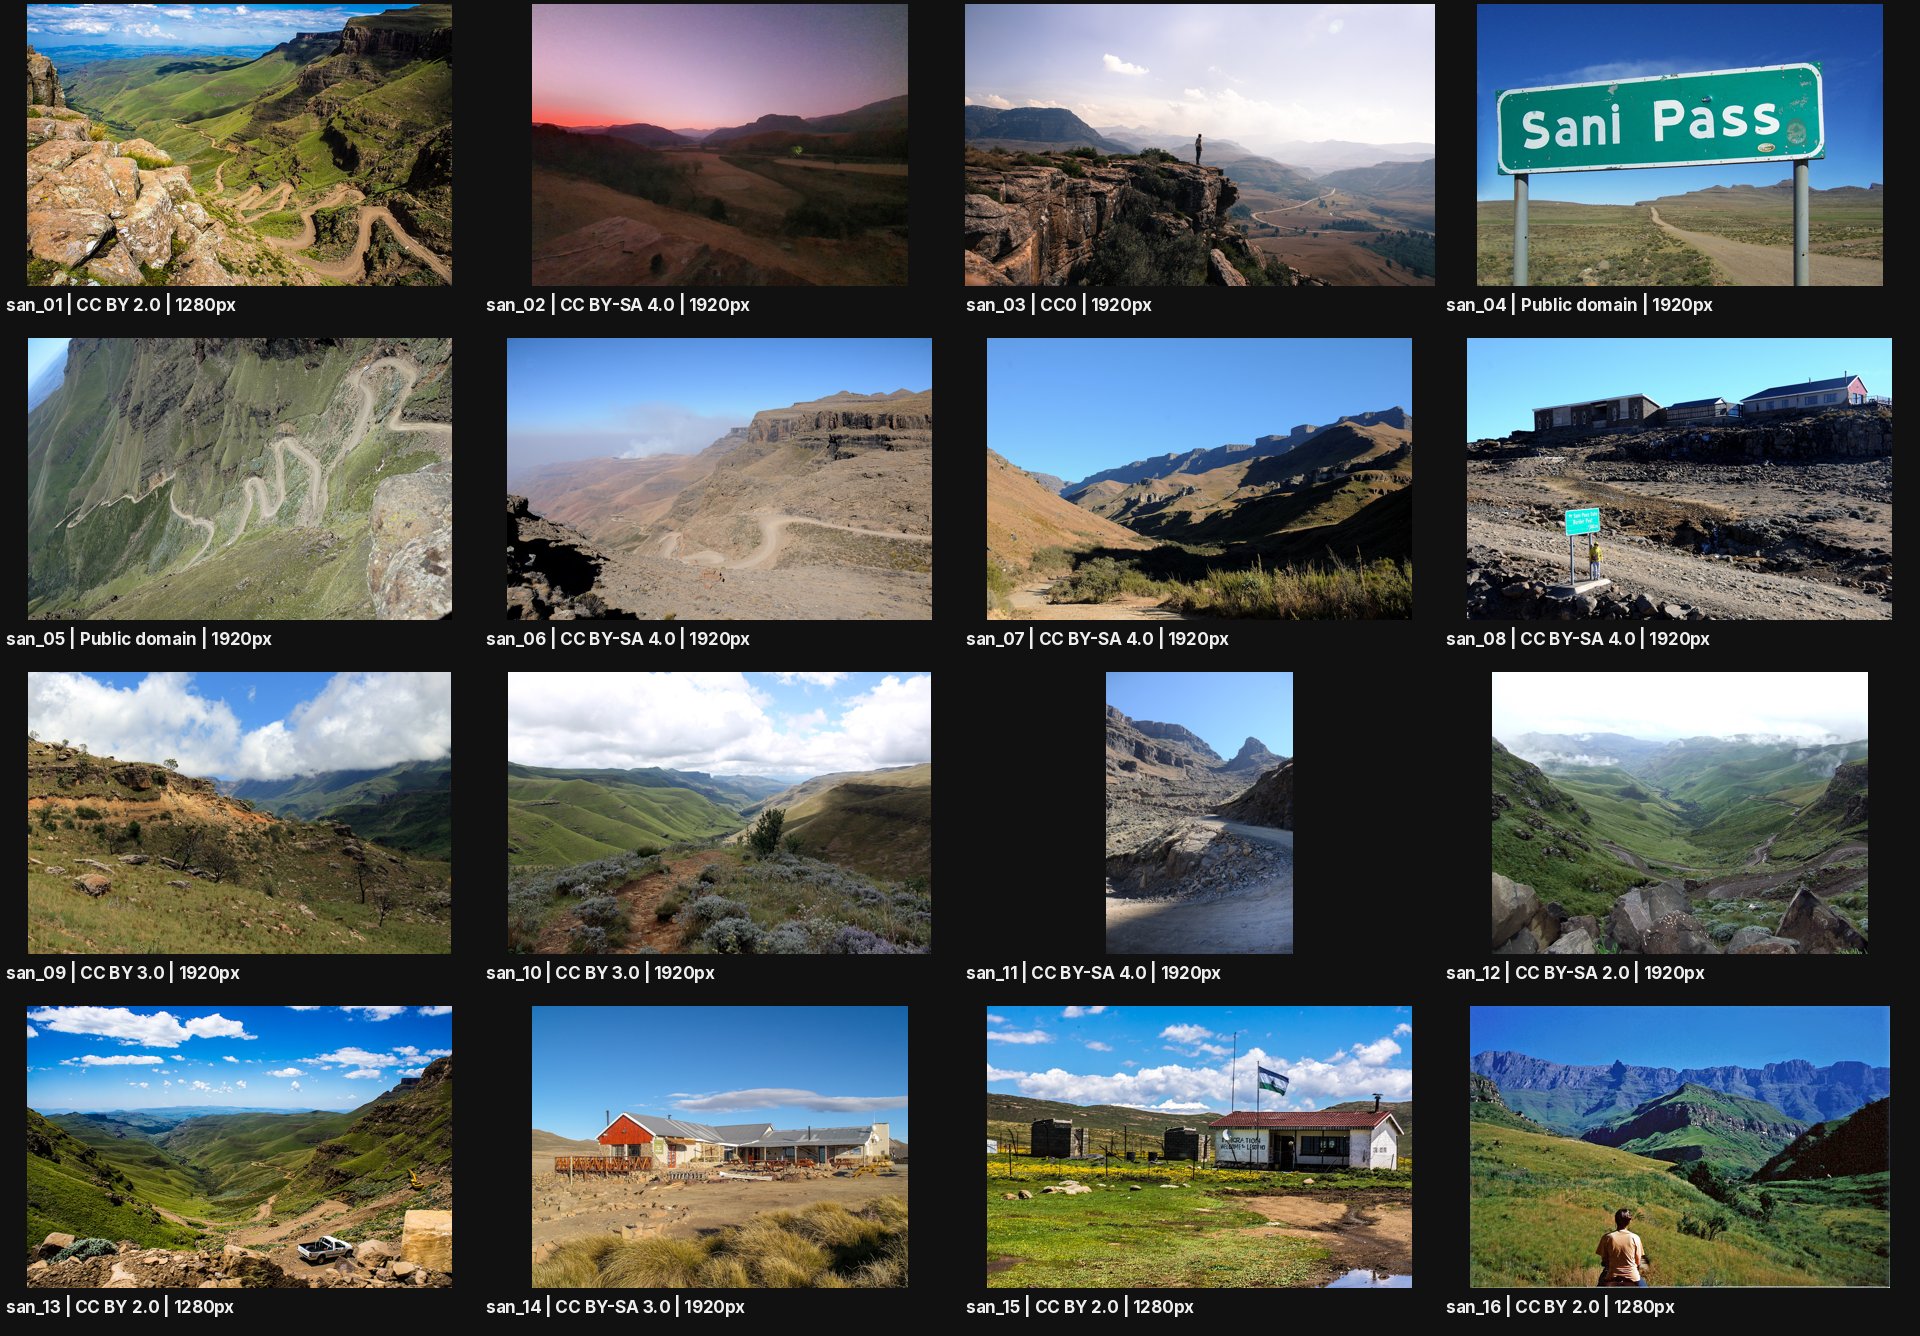 Sani Pass
san_01 | CC BY 2.0 | 1280px
san_02 | CC BY-SA 4.0 | 1920px
san_03 | CC0 | 1920px
san_04 | Public domain | 1920px
san_05 | Public domain | 1920px
san_06 | CC BY-SA 4.0 | 1920px
san_07 | CC BY-SA 4.0 | 1920px
san_08 | CC BY-SA 4.0 | 1920px
san_09 | CC BY 3.0 | 1920px
san_10 | CC BY 3.0 | 1920px
san_11 | CC BY-SA 4.0 | 1920px
san_12 | CC BY-SA 2.0 | 1920px
san_13 | CC BY 2.0 | 1280px
san_14 | CC BY-SA 3.0 | 1920px
san_15 | CC BY 2.0 | 1280px
san_16 | CC BY 2.0 | 1280px